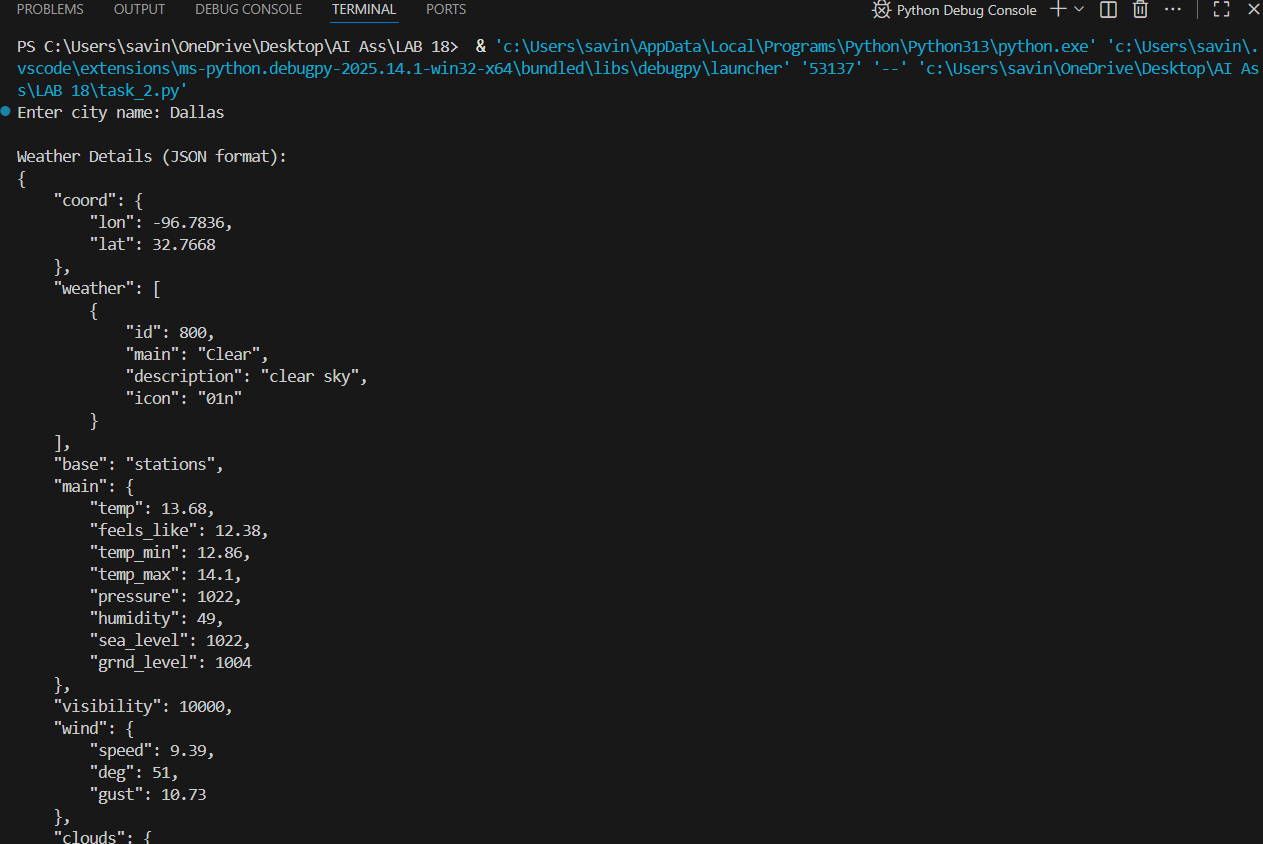 PROBLEMS OUTPUT DEBUG CONSOLE TERMINAL PORTS Python Debug Console
PS C:\Users\savin\OneDrive\Desktop\AI Ass\LAB 18>  & 'c:\Users\savin\AppData\Local\Programs\Python\Python313\python.exe' 'c:\Users\savin\.
vscode\extensions\ms-python.debugpy-2025.14.1-win32-x64\bundled\libs\debugpy\launcher' '53137' '--' 'c:\Users\savin\OneDrive\Desktop\AI As
s\LAB 18\task_2.py'
Enter city name: Dallas
Weather Details (JSON format):
{
    "coord": {
        "lon": -96.7836,
        "lat": 32.7668
    },
    "weather": [
        {
            "id": 800,
            "main": "Clear",
            "description": "clear sky",
            "icon": "01n"
        }
    ],
    "base": "stations",
    "main": {
        "temp": 13.68,
        "feels_like": 12.38,
        "temp_min": 12.86,
        "temp_max": 14.1,
        "pressure": 1022,
        "humidity": 49,
        "sea_level": 1022,
        "grnd_level": 1004
    },
    "visibility": 10000,
    "wind": {
        "speed": 9.39,
        "deg": 51,
        "gust": 10.73
    },
    "clouds": {